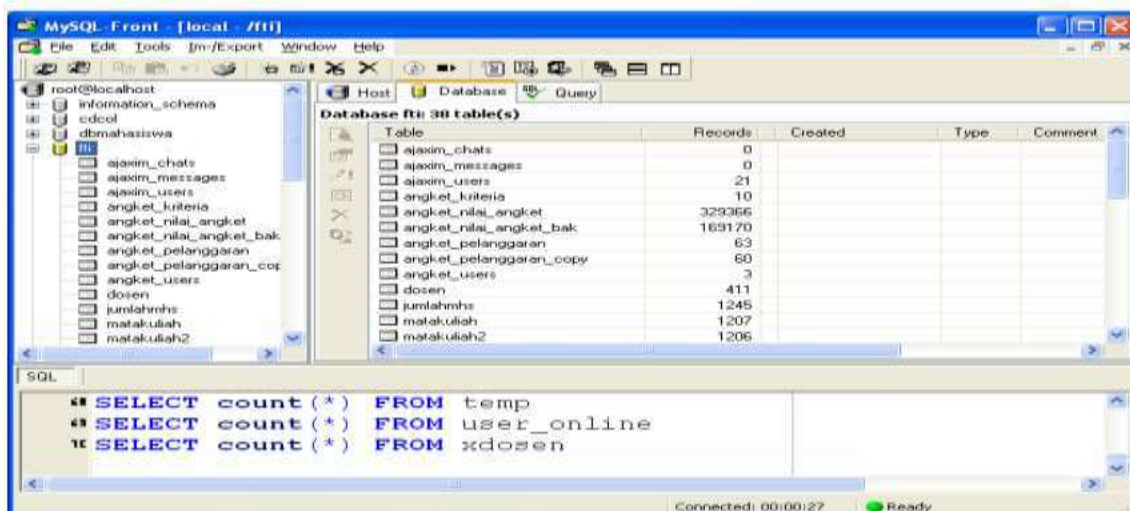 MySQL-Front - [local - /fti]
File Edit Tools Im-/Export Window Help
root@localhost
information_schema
cdcol
dbmahasiswa
fti
ajaxim_chats
ajaxim_messages
ajaxim_users
angket_kriteria
angket_nilai_angket
angket_nilai_angket_bak
angket_pelanggaran
angket_pelanggaran_cop
angket_users
dosen
jumlahmhs
matakuliah
matakuliah2
Host Database Query
Database fti: 38 table(s)
Table Records Created Type Comment
ajaxim_chats 0
ajaxim_messages 0
ajaxim_users 21
angket_kriteria 10
angket_nilai_angket 329366
angket_nilai_angket_bak 169170
angket_pelanggaran 63
angket_pelanggaran_copy 60
angket_users 3
dosen 411
jumlahmhs 1245
matakuliah 1207
matakuliah2 1206
SQL
SELECT count(*) FROM temp
SELECT count(*) FROM user_online
SELECT count(*) FROM xdosen
Connected: 00:00:27 Ready